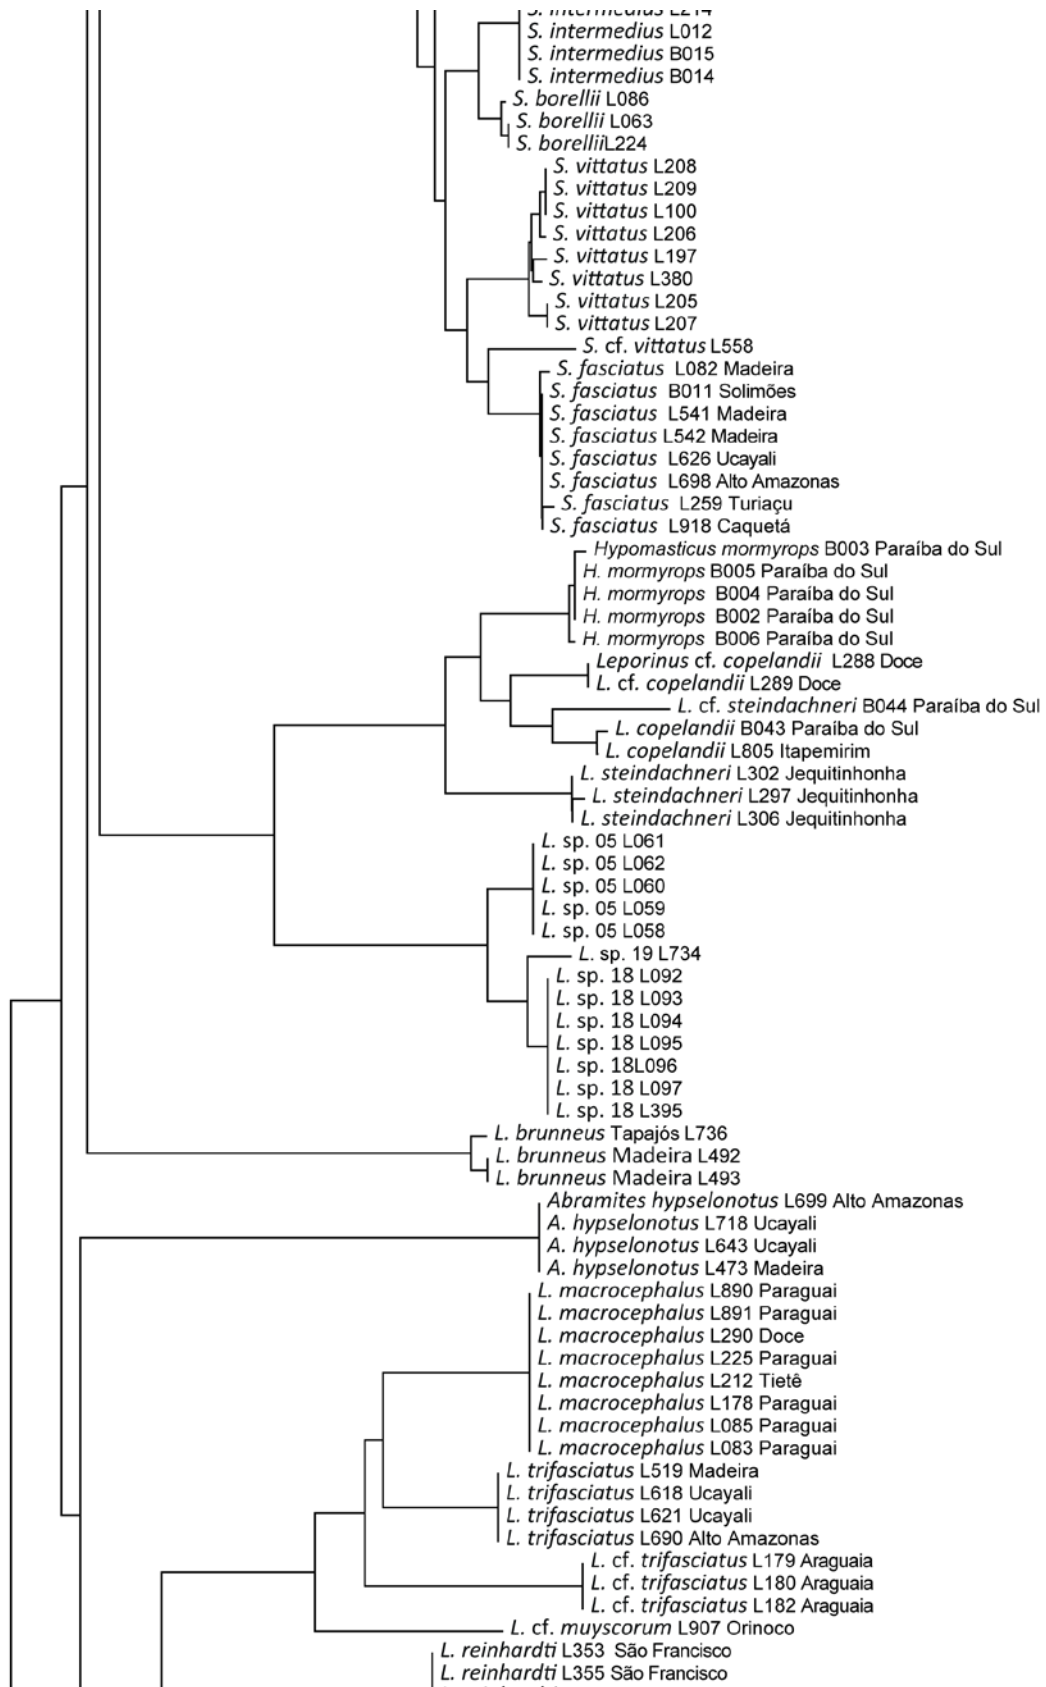 S. intermedius L214
S. intermedius L012
S. intermedius B015
S. intermedius B014
S. borellii L086
S. borellii L063
S. borelliiL224
S. vittatus L208
S. vittatus L209
S. vittatus L100
S. vittatus L206
S. vittatus L197
S. vittatus L380
S. vittatus L205
S. vittatus L207
S. cf. vittatus L558
S. fasciatus L082 Madeira
S. fasciatus B011 Solimões
S. fasciatus L541 Madeira
S. fasciatus L542 Madeira
S. fasciatus L626 Ucayali
S. fasciatus L698 Alto Amazonas
S. fasciatus L259 Turiaçu
S. fasciatus L918 Caquetá
Hypomasticus mormyrops B003 Paraíba do Sul
H. mormyrops B005 Paraíba do Sul
H. mormyrops B004 Paraíba do Sul
H. mormyrops B002 Paraíba do Sul
H. mormyrops B006 Paraíba do Sul
Leporinus cf. copelandii L288 Doce
L. cf. copelandii L289 Doce
L. cf. steindachneri B044 Paraíba do Sul
L. copelandii B043 Paraíba do Sul
L. copelandii L805 Itapemirim
L. steindachneri L302 Jequitinhonha
L. steindachneri L297 Jequitinhonha
L. steindachneri L306 Jequitinhonha
L. sp. 05 L061
L. sp. 05 L062
L. sp. 05 L060
L. sp. 05 L059
L. sp. 05 L058
L. sp. 19 L734
L. sp. 18 L092
L. sp. 18 L093
L. sp. 18 L094
L. sp. 18 L095
L. sp. 18L096
L. sp. 18 L097
L. sp. 18 L395
L. brunneus Tapajós L736
L. brunneus Madeira L492
L. brunneus Madeira L493
Abramites hypselonotus L699 Alto Amazonas
A. hypselonotus L718 Ucayali
A. hypselonotus L643 Ucayali
A. hypselonotus L473 Madeira
L. macrocephalus L890 Paraguai
L. macrocephalus L891 Paraguai
L. macrocephalus L290 Doce
L. macrocephalus L225 Paraguai
L. macrocephalus L212 Tietê
L. macrocephalus L178 Paraguai
L. macrocephalus L085 Paraguai
L. macrocephalus L083 Paraguai
L. trifasciatus L519 Madeira
L. trifasciatus L618 Ucayali
L. trifasciatus L621 Ucayali
L. trifasciatus L690 Alto Amazonas
L. cf. trifasciatus L179 Araguaia
L. cf. trifasciatus L180 Araguaia
L. cf. trifasciatus L182 Araguaia
L. cf. muyscorum L907 Orinoco
L. reinhardti L353 São Francisco
L. reinhardti L355 São Francisco